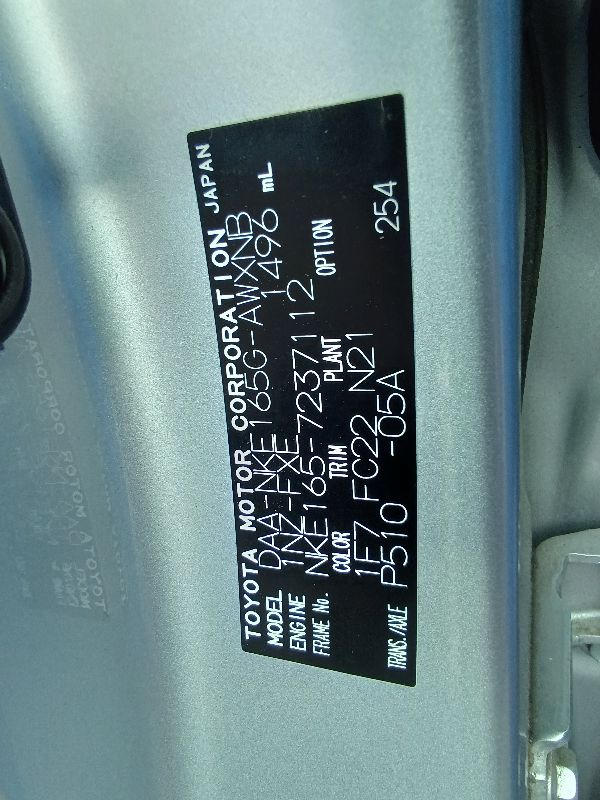 TOYOTA MOTOR CORPORATION JAPAN
MODEL DAA-NKE165G-AWXNB
ENGINE 1NZ-FXE 1496 mL
FRAME No. NKE165-7237112
COLOR TRIM PLANT OPTION
1F7 FC22 N21
TRANS./AXLE P510 -05A 254